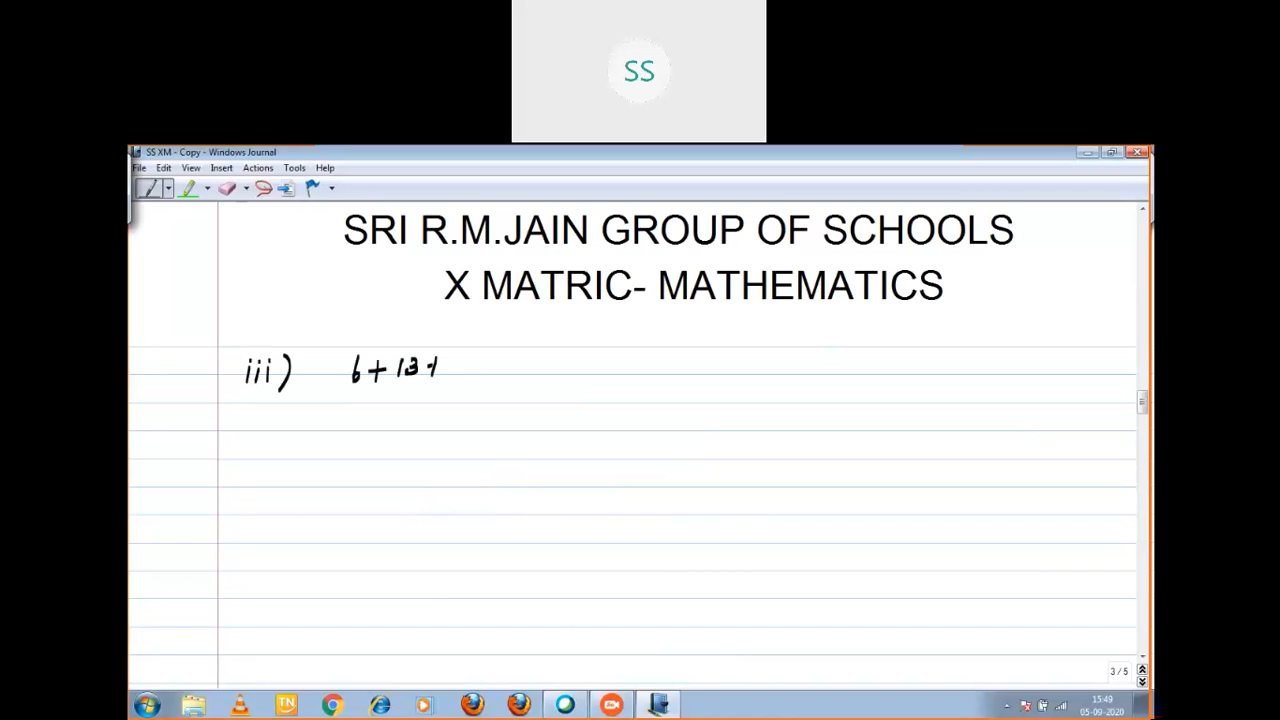 SS
SS XM - Copy - Windows Journal
File Edit View Insert Actions Tools Help
SRI R.M.JAIN GROUP OF SCHOOLS
X MATRIC- MATHEMATICS
iii) 6+13+
3 / 5
TN
15:49
05-09-2020